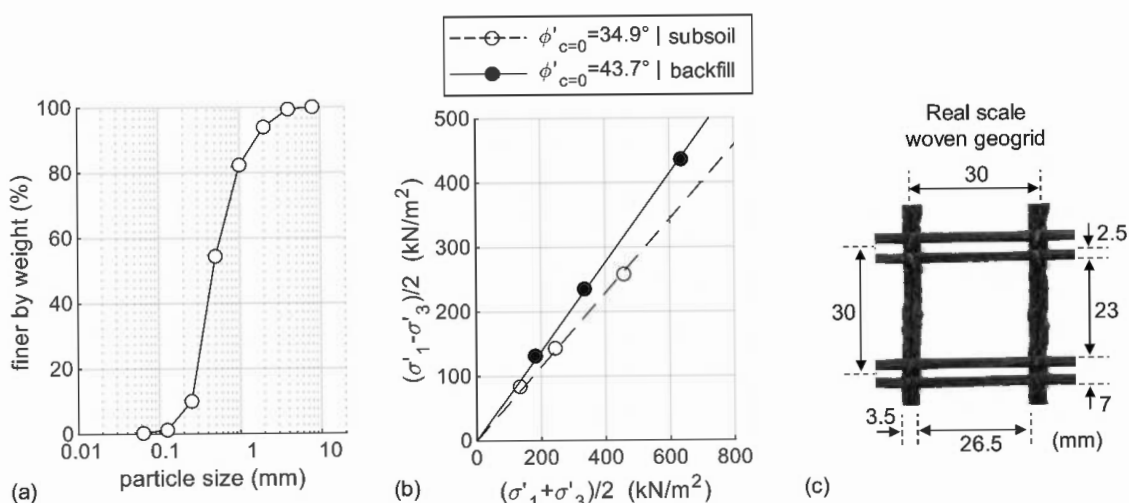 ϕ'c=0=34.9° | subsoil
ϕ'c=0=43.7° | backfill
finer by weight (%)
100
80
60
40
20
0
0.01
0.1
1
10
particle size (mm)
(a)
(σ'1-σ'3)/2 (kN/m²)
500
400
300
200
100
0
0
200
400
600
800
(σ'1+σ'3)/2 (kN/m²)
(b)
Real scale
woven geogrid
30
2.5
30
23
7
3.5
26.5
(mm)
(c)